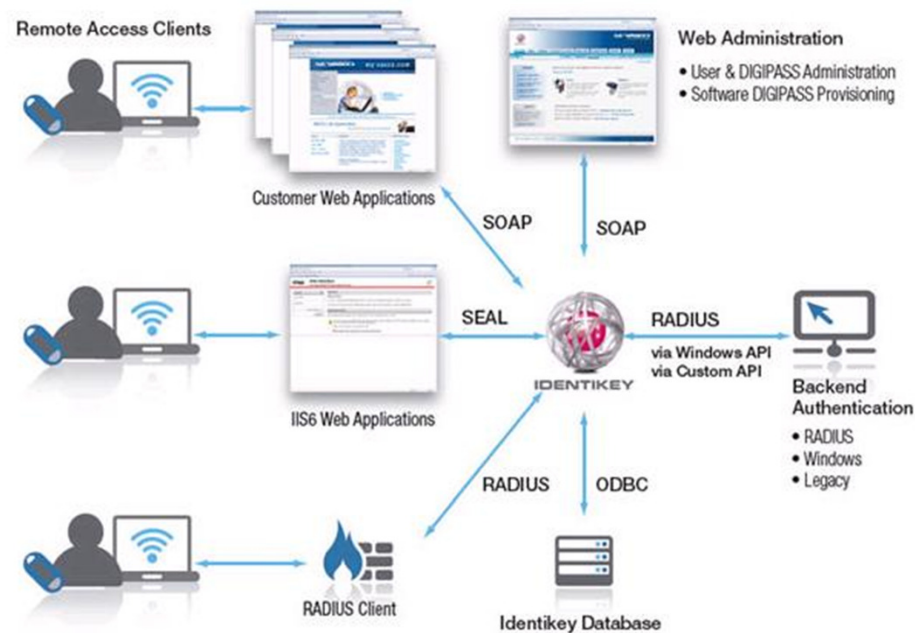 Remote Access Clients
Customer Web Applications
Web Administration
• User & DIGIPASS Administration
• Software DIGIPASS Provisioning
SOAP
SOAP
IIS6 Web Applications
SEAL
IDENTIKEY
RADIUS
via Windows API
via Custom API
Backend
Authentication
• RADIUS
• Windows
• Legacy
RADIUS
ODBC
RADIUS Client
Identikey Database